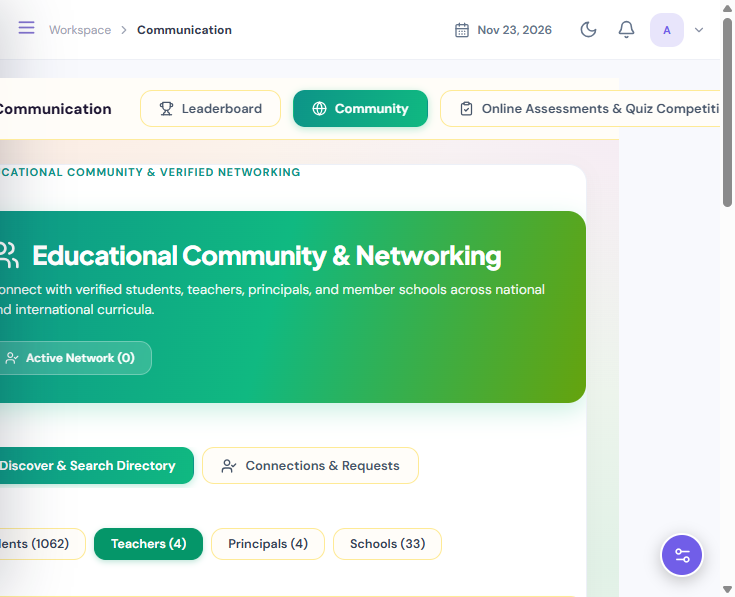 Workspace > Communication
Nov 23, 2026
A
Communication
Leaderboard
Community
Online Assessments & Quiz Competiti
CATIONAL COMMUNITY & VERIFIED NETWORKING
Educational Community & Networking
onnect with verified students, teachers, principals, and member schools across national
nd international curricula.
Active Network (0)
Discover & Search Directory
Connections & Requests
ents (1062)
Teachers (4)
Principals (4)
Schools (33)